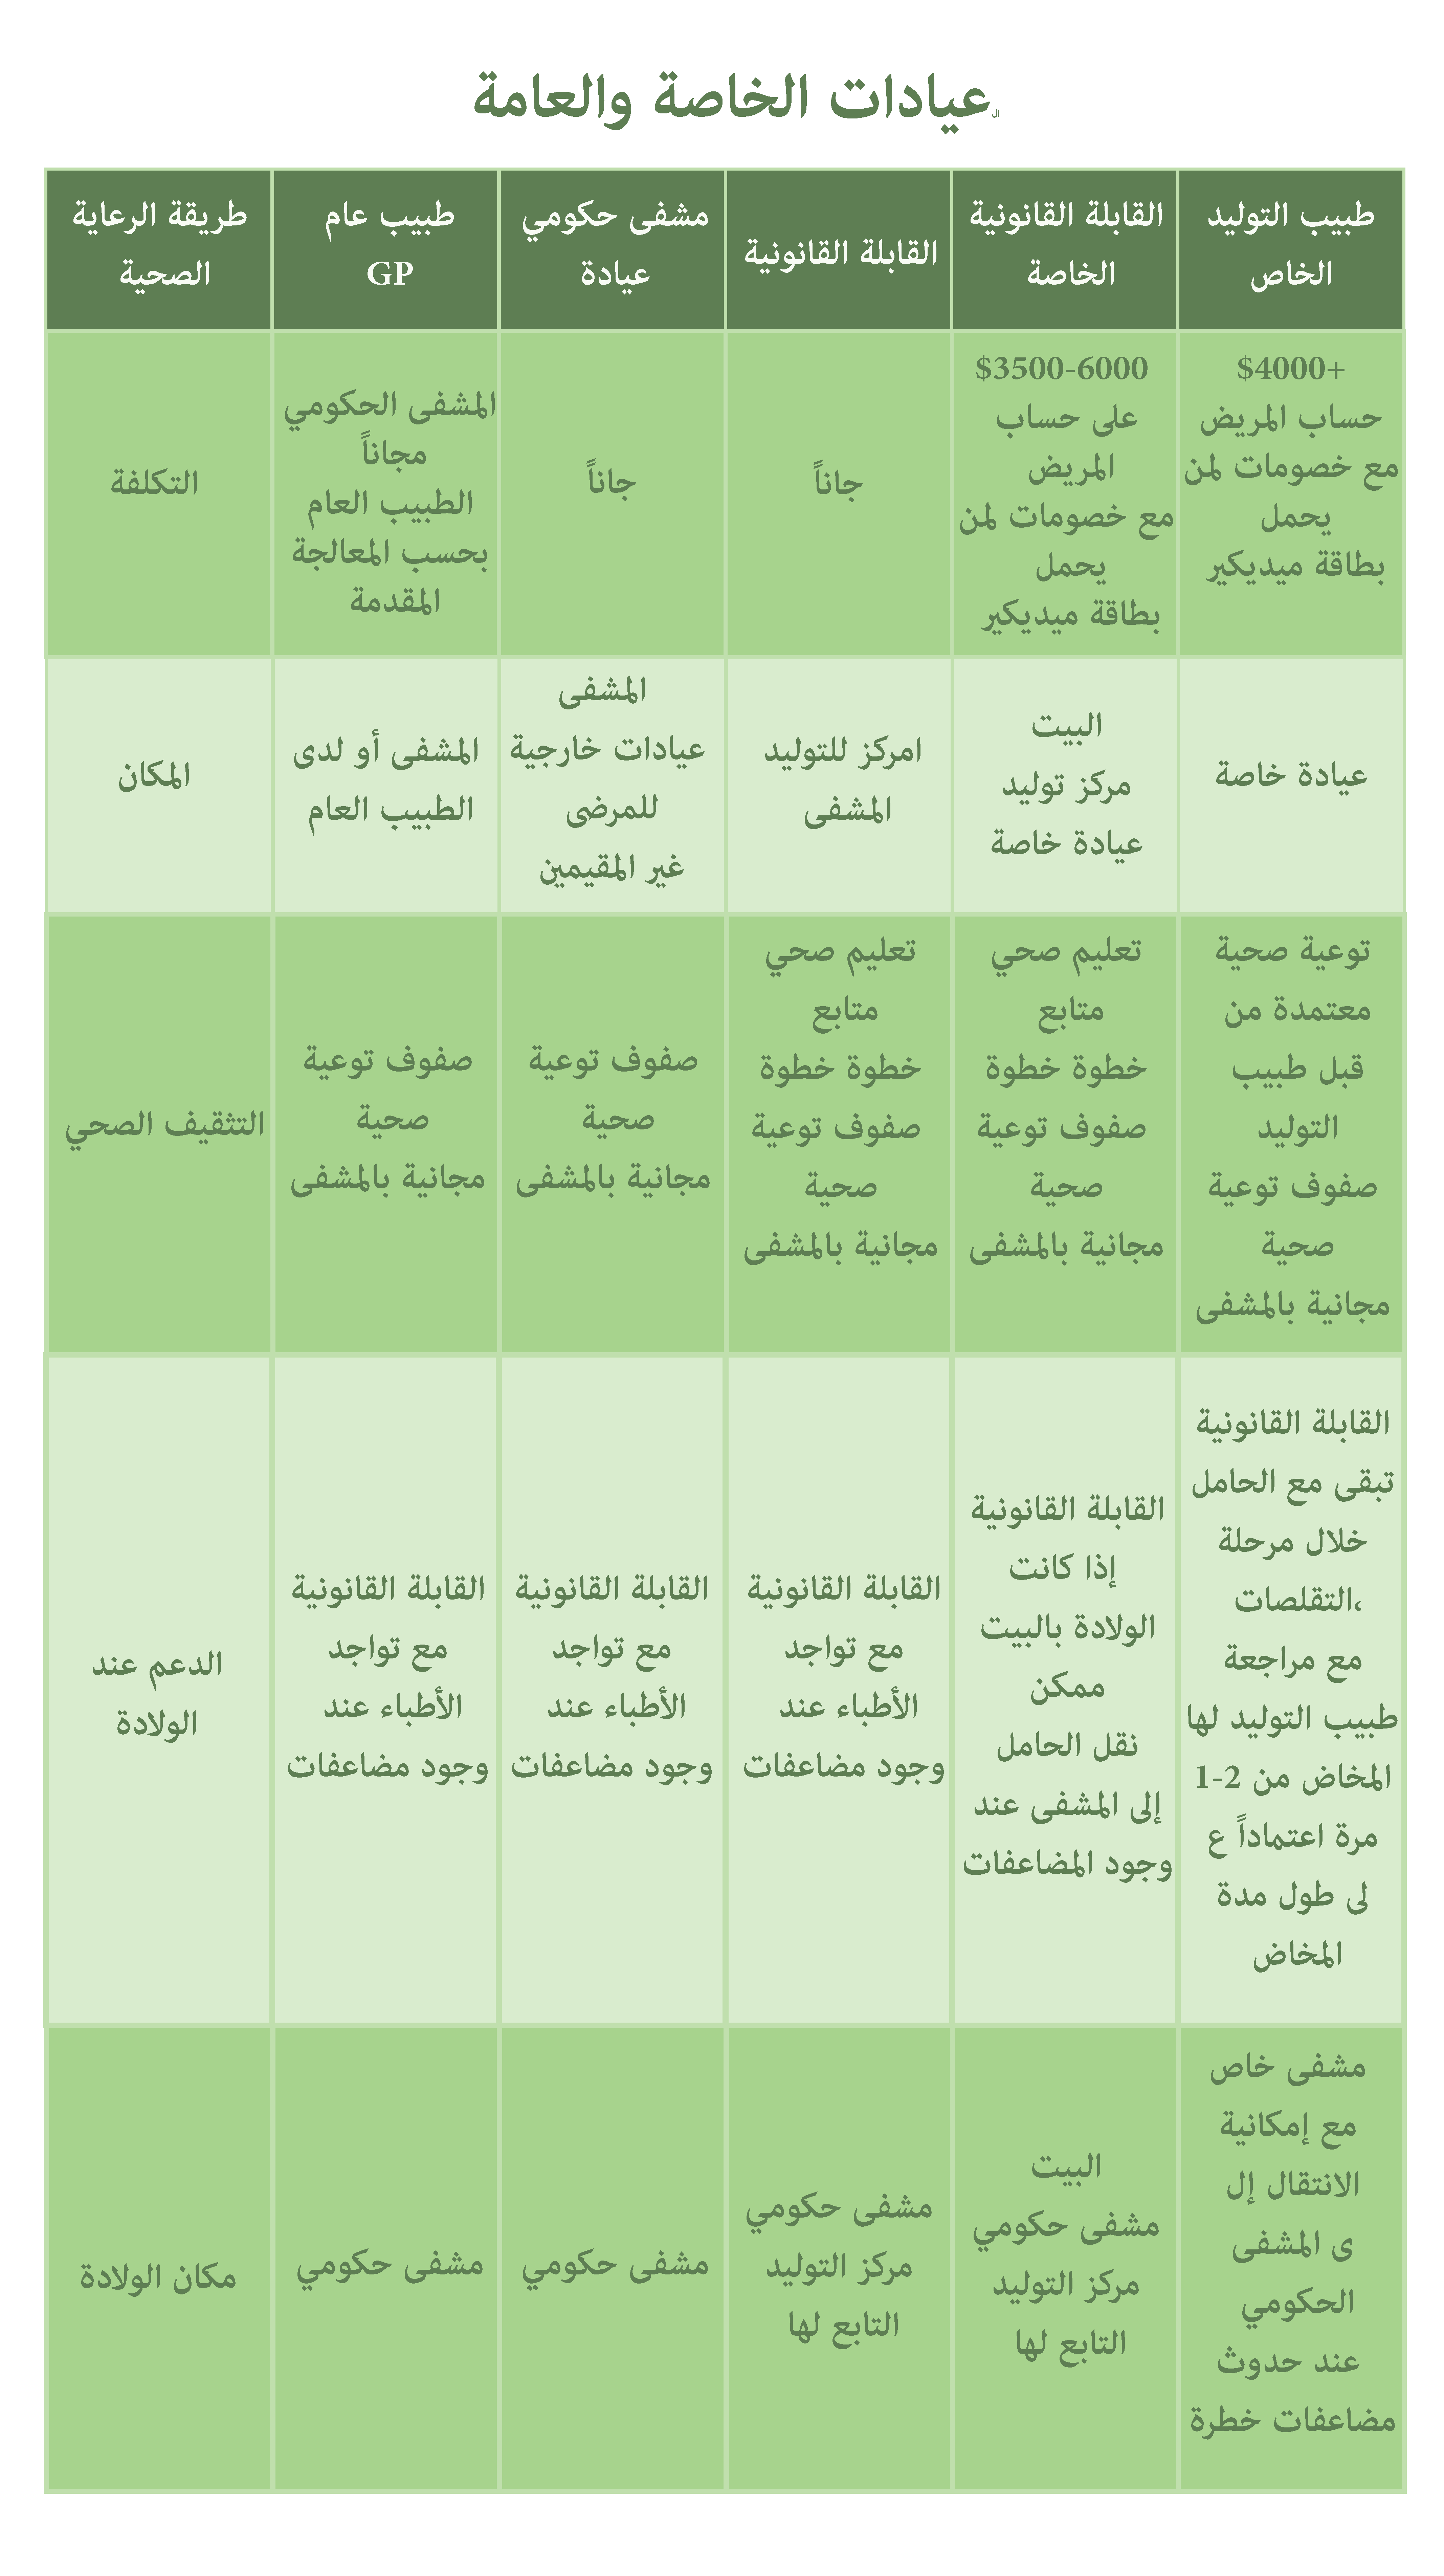 العيادات الخاصة والعامة
طريقة الرعاية
الصحية
طبيب عام
GP
مشفى حكومي
عيادة
القابلة القانونية
القابلة القانونية
الخاصة
طبيب التوليد
الخاص
التكلفة
المشفى الحكومي
مجاناً
الطبيب العام
بحسب المعالجة
المقدمة
جاناً
جاناً
$3500-6000
على حساب
المريض
مع خصومات لمن
يحمل
بطاقة ميديكير
$4000+
حساب المريض
مع خصومات لمن
يحمل
بطاقة ميديكير
المكان
المشفى أو لدى
الطبيب العام
المشفى
عيادات خارجية
للمرضى
غير المقيمين
امركز للتوليد
المشفى
البيت
مركز توليد
عيادة خاصة
عيادة خاصة
التثقيف الصحي
صفوف توعية
صحية
مجانية بالمشفى
صفوف توعية
صحية
مجانية بالمشفى
تعليم صحي
متابع
خطوة خطوة
صفوف توعية
صحية
مجانية بالمشفى
تعليم صحي
متابع
خطوة خطوة
صفوف توعية
صحية
مجانية بالمشفى
توعية صحية
معتمدة من
قبل طبيب
التوليد
صفوف توعية
صحية
مجانية بالمشفى
الدعم عند
الولادة
القابلة القانونية
مع تواجد
الأطباء عند
وجود مضاعفات
القابلة القانونية
مع تواجد
الأطباء عند
وجود مضاعفات
القابلة القانونية
مع تواجد
الأطباء عند
وجود مضاعفات
القابلة القانونية
إذا كانت
الولادة بالبيت
ممكن
نقل الحامل
إلى المشفى عند
وجود المضاعفات
القابلة القانونية
تبقى مع الحامل
خلال مرحلة
،التقلصات
مع مراجعة
طبيب التوليد لها
المخاض من 2-1
مرة اعتماداً ع
لى طول مدة
المخاض
مكان الولادة
مشفى حكومي
مشفى حكومي
مشفى حكومي
مركز التوليد
التابع لها
البيت
مشفى حكومي
مركز التوليد
التابع لها
مشفى خاص
مع إمكانية
الانتقال إل
ى المشفى
الحكومي
عند حدوث
مضاعفات خطرة